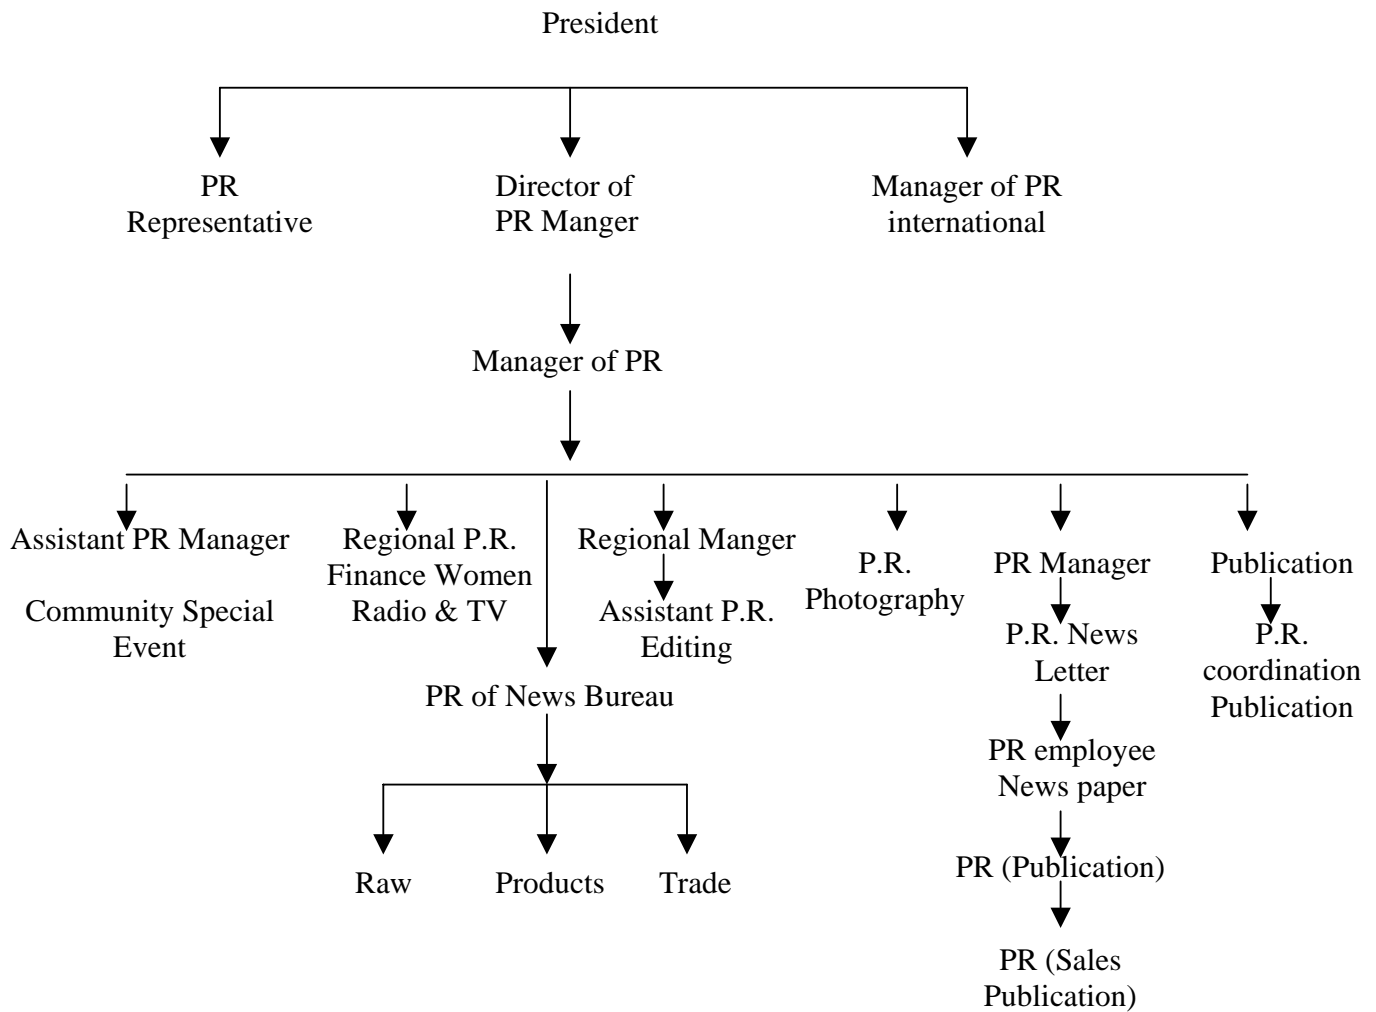 President
PR
Representative
Director of
PR Manger
Manager of PR
international
Manager of PR
Assistant PR Manager
Community Special
Event
Regional P.R.
Finance Women
Radio & TV
PR of News Bureau
Raw
Products
Trade
Regional Manger
Assistant P.R.
Editing
P.R.
Photography
PR Manager
P.R. News
Letter
PR employee
News paper
PR (Publication)
PR (Sales
Publication)
Publication
P.R.
coordination
Publication